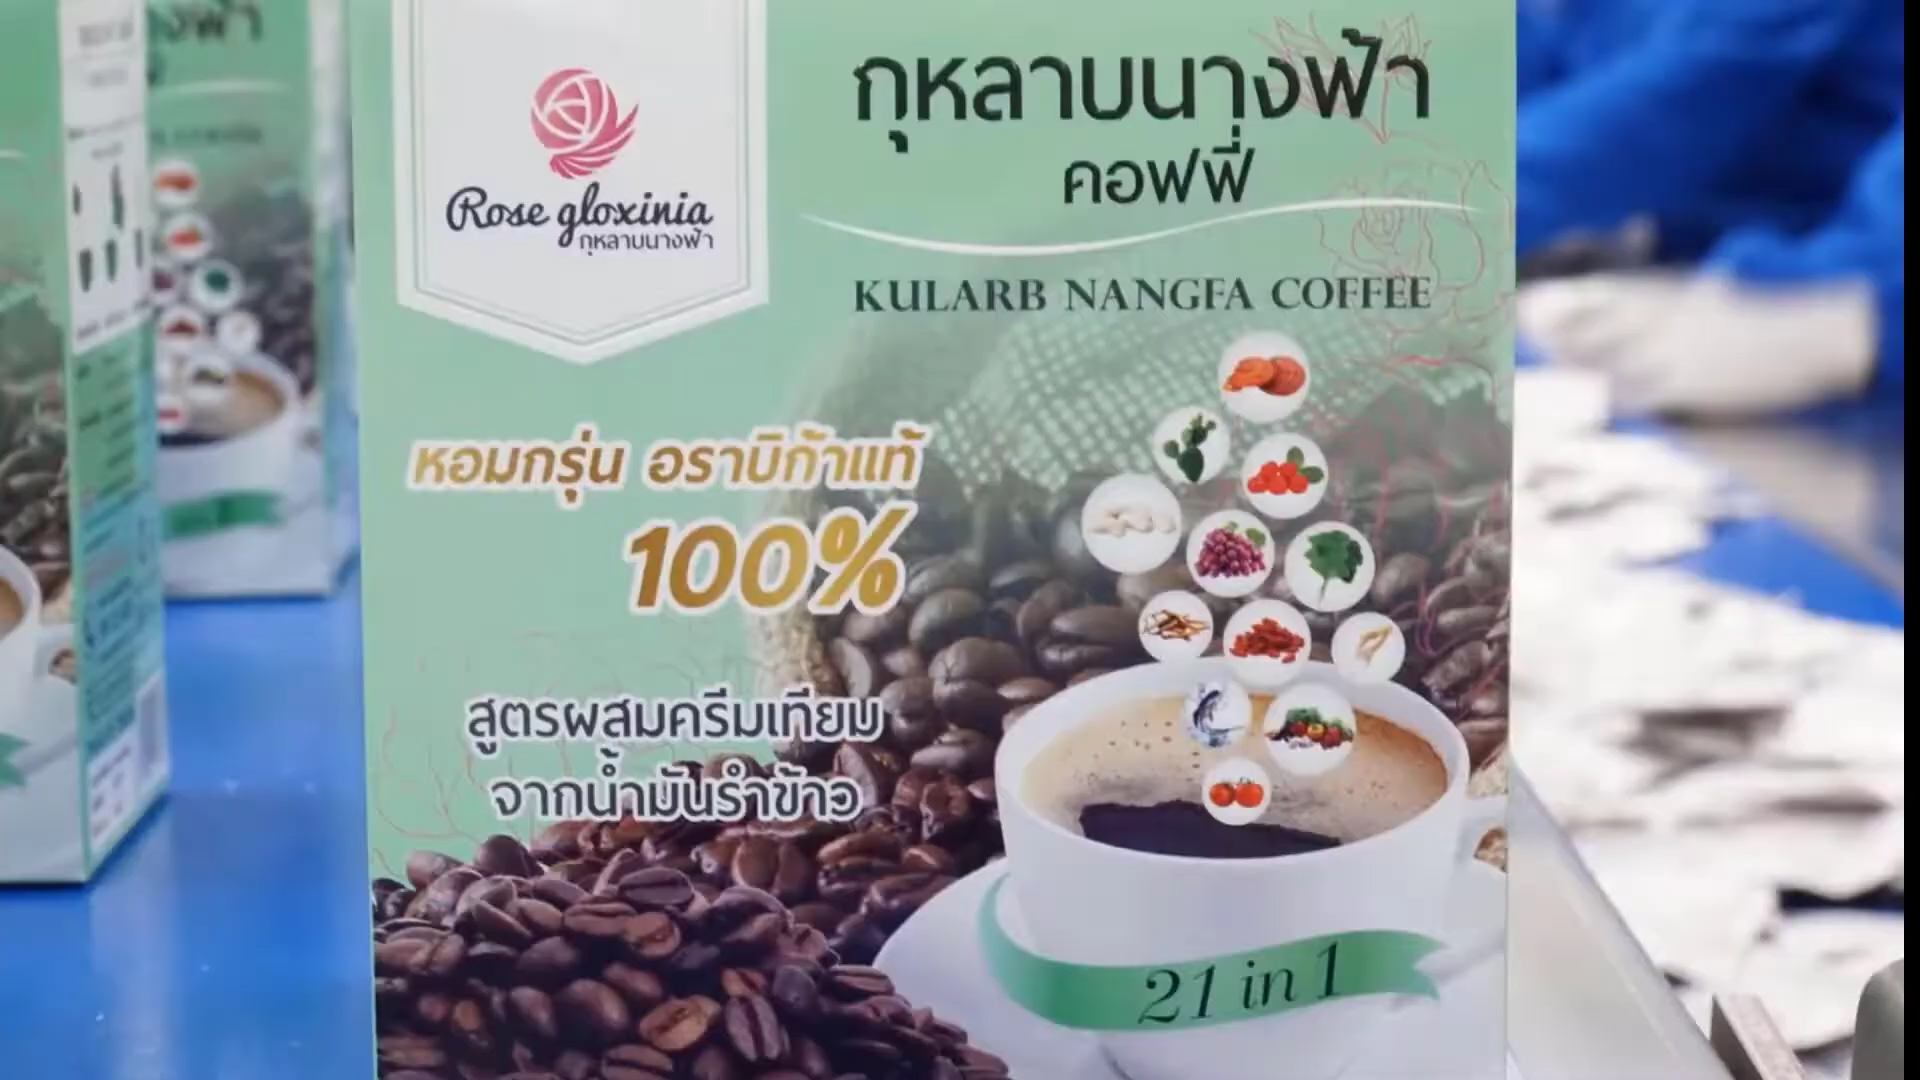 Rose gloxinia
กุหลาบนางฟ้า
กุหลาบนางฟ้า
คอฟฟี่
KULARB NANGFA COFFEE
หอมกรุ่น อราบิก้าแท้
100%
สูตรผสมครีมเทียม
จากน้ำมันรำข้าว
21 in 1